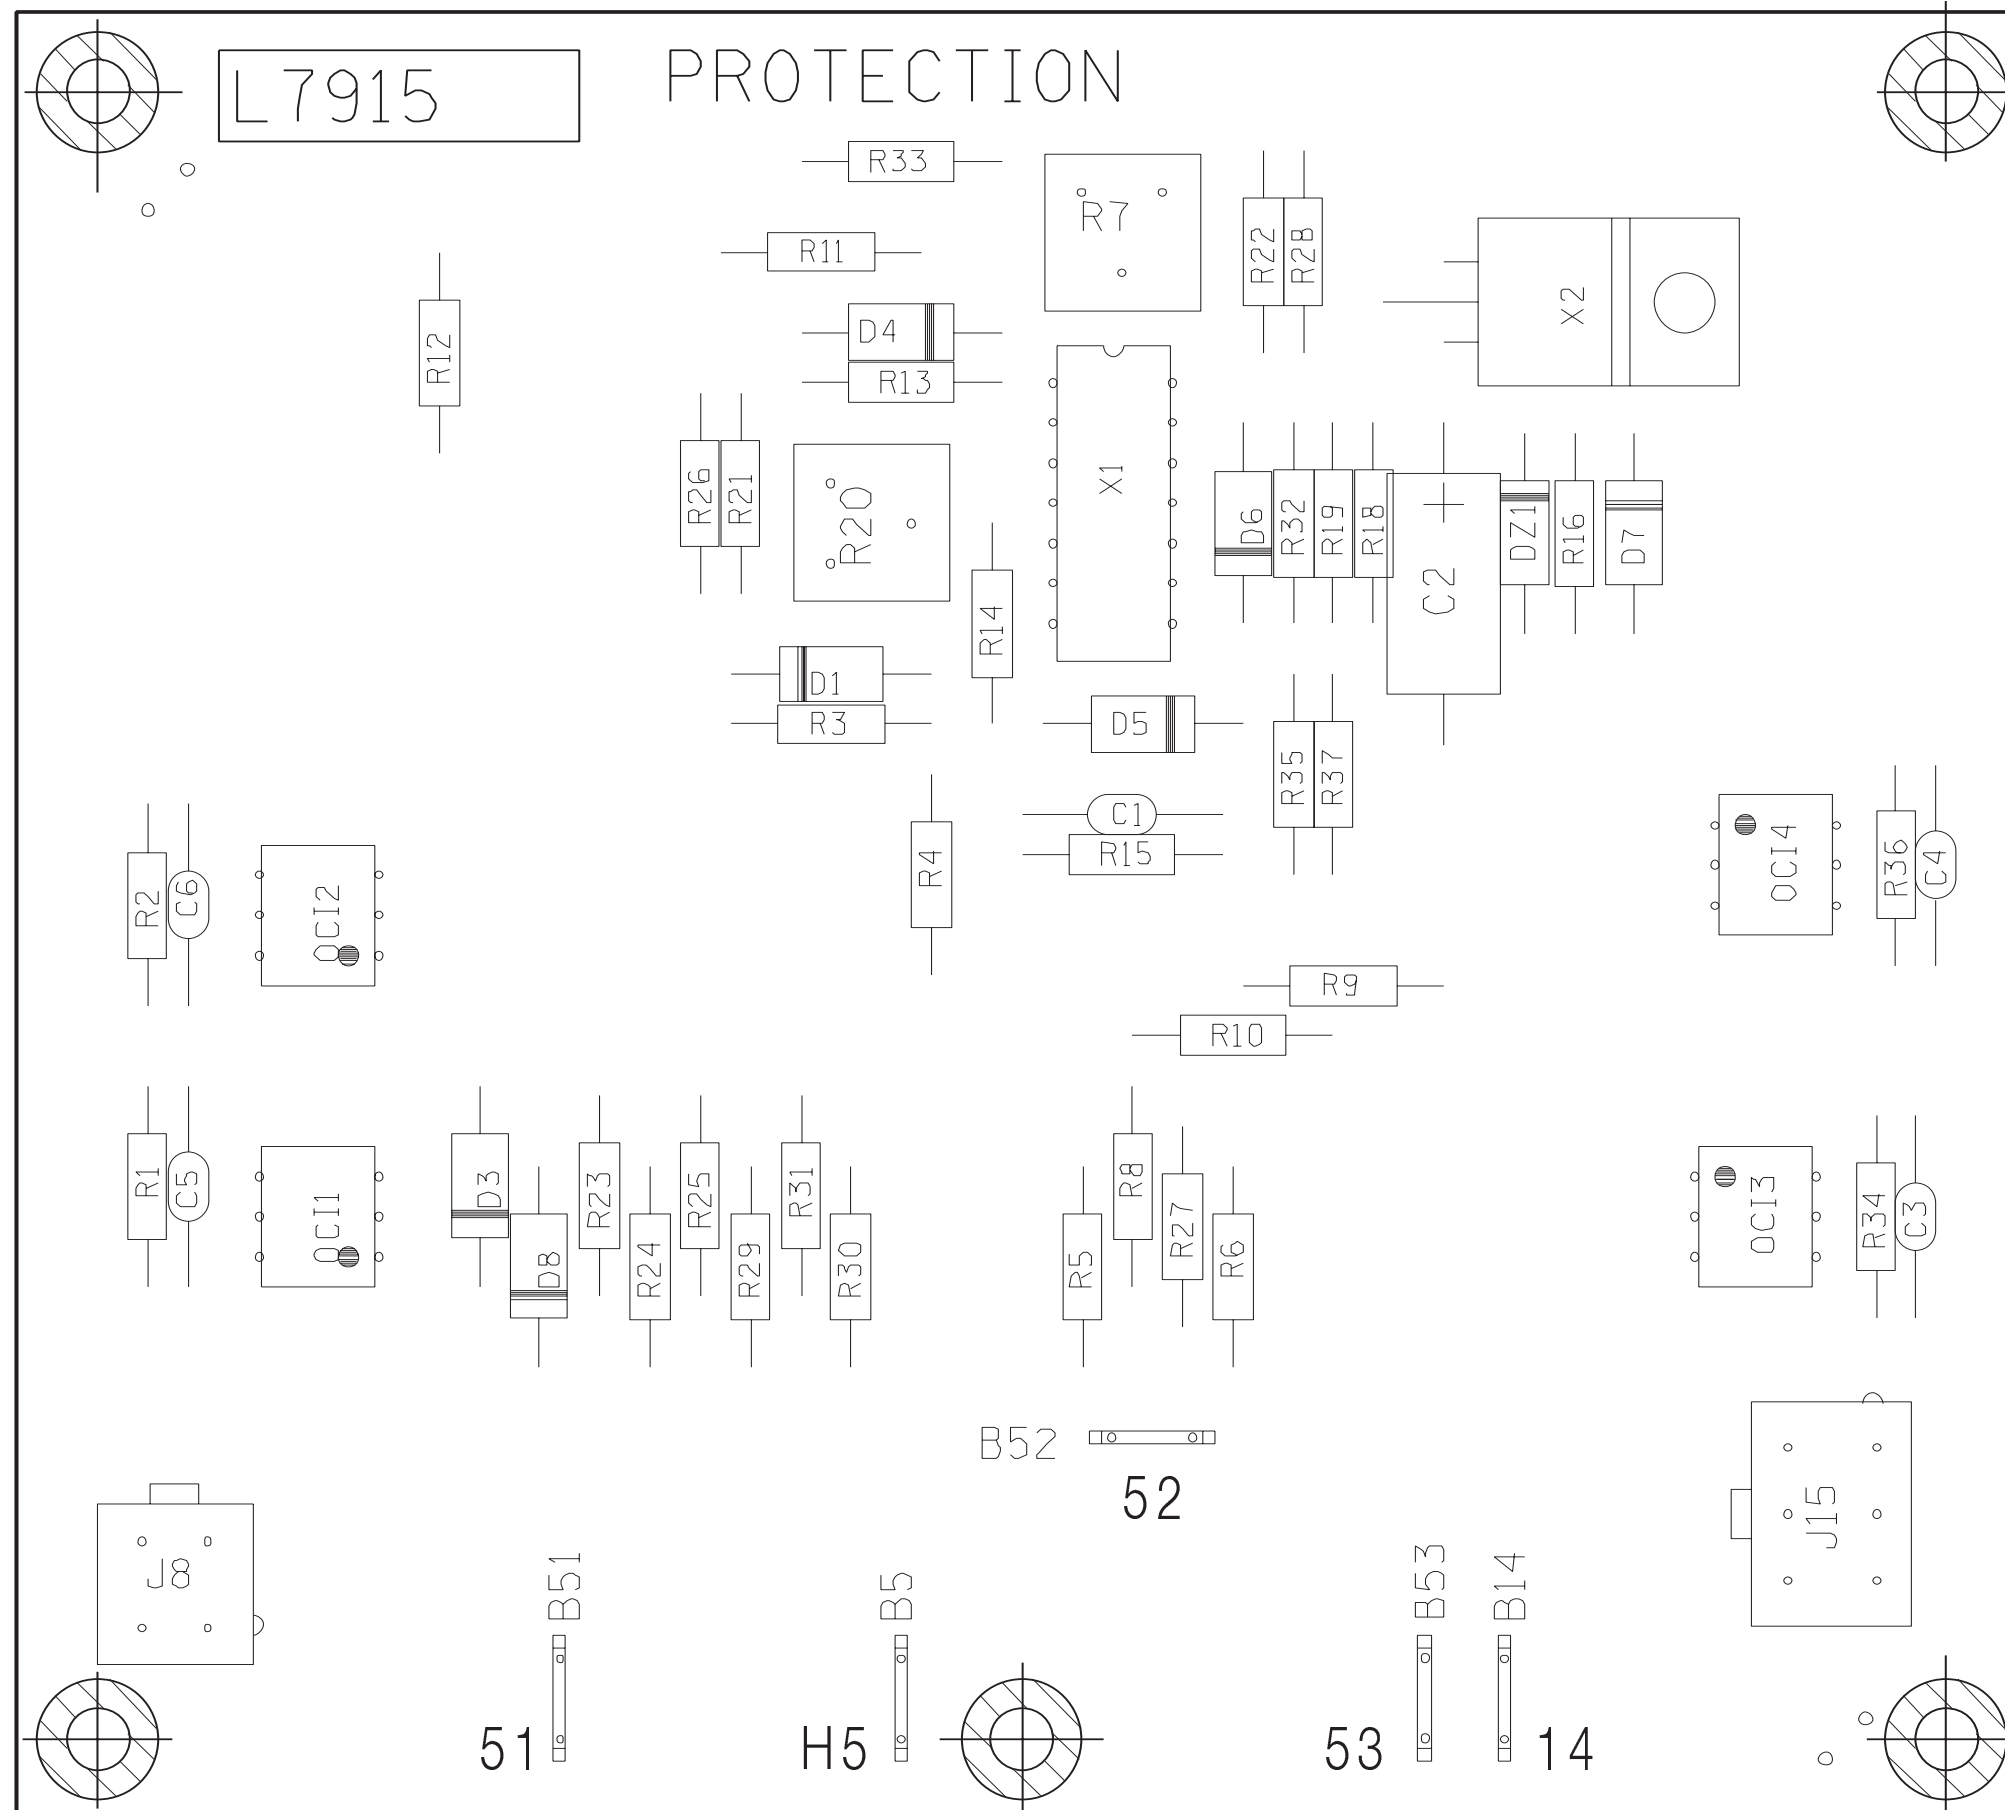 L7915
PROTECTION
R33
R7
R22
R28
R11
X2
D4
R12
R13
X1
R26
R21
R20
D6
R32
R19
R18
C2
DZ1
R16
D7
R14
D1
R3
D5
R35
R37
C1
R15
R4
OCI4
R36
C4
R2
C6
OCI2
R9
R10
R1
C5
OCI1
D3
D8
R23
R24
R25
R29
R31
R30
R5
R8
R27
R6
OCI3
R34
C3
B52
52
J8
J15
B51
B5
B53
B14
51
H5
53
14